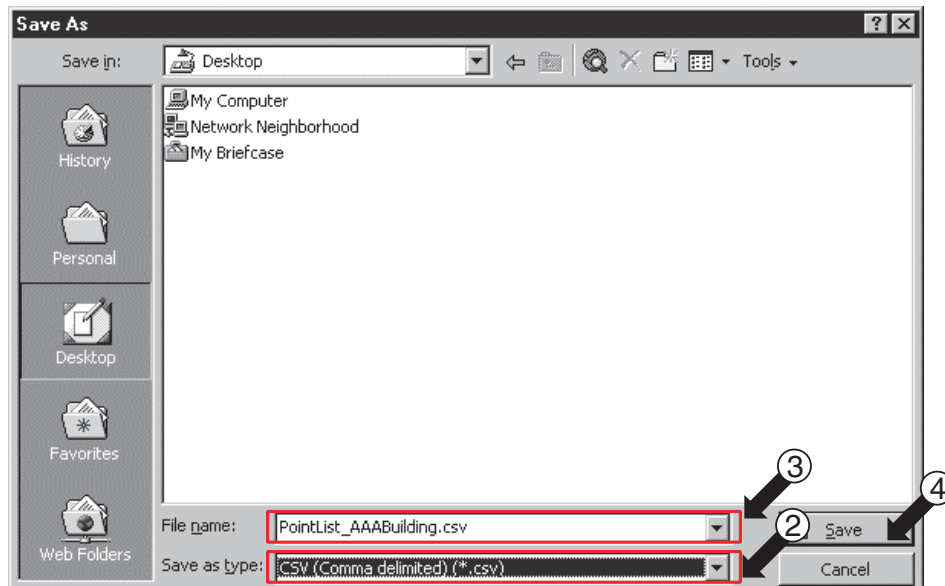 Save As
Save in:
Desktop
Tools
My Computer
Network Neighborhood
My Briefcase
History
Personal
Desktop
Favorites
Web Folders
③
File name:
PointList_AAABuilding.csv
②
Save
④
Save as type:
CSV (Comma delimited) (*.csv)
Cancel